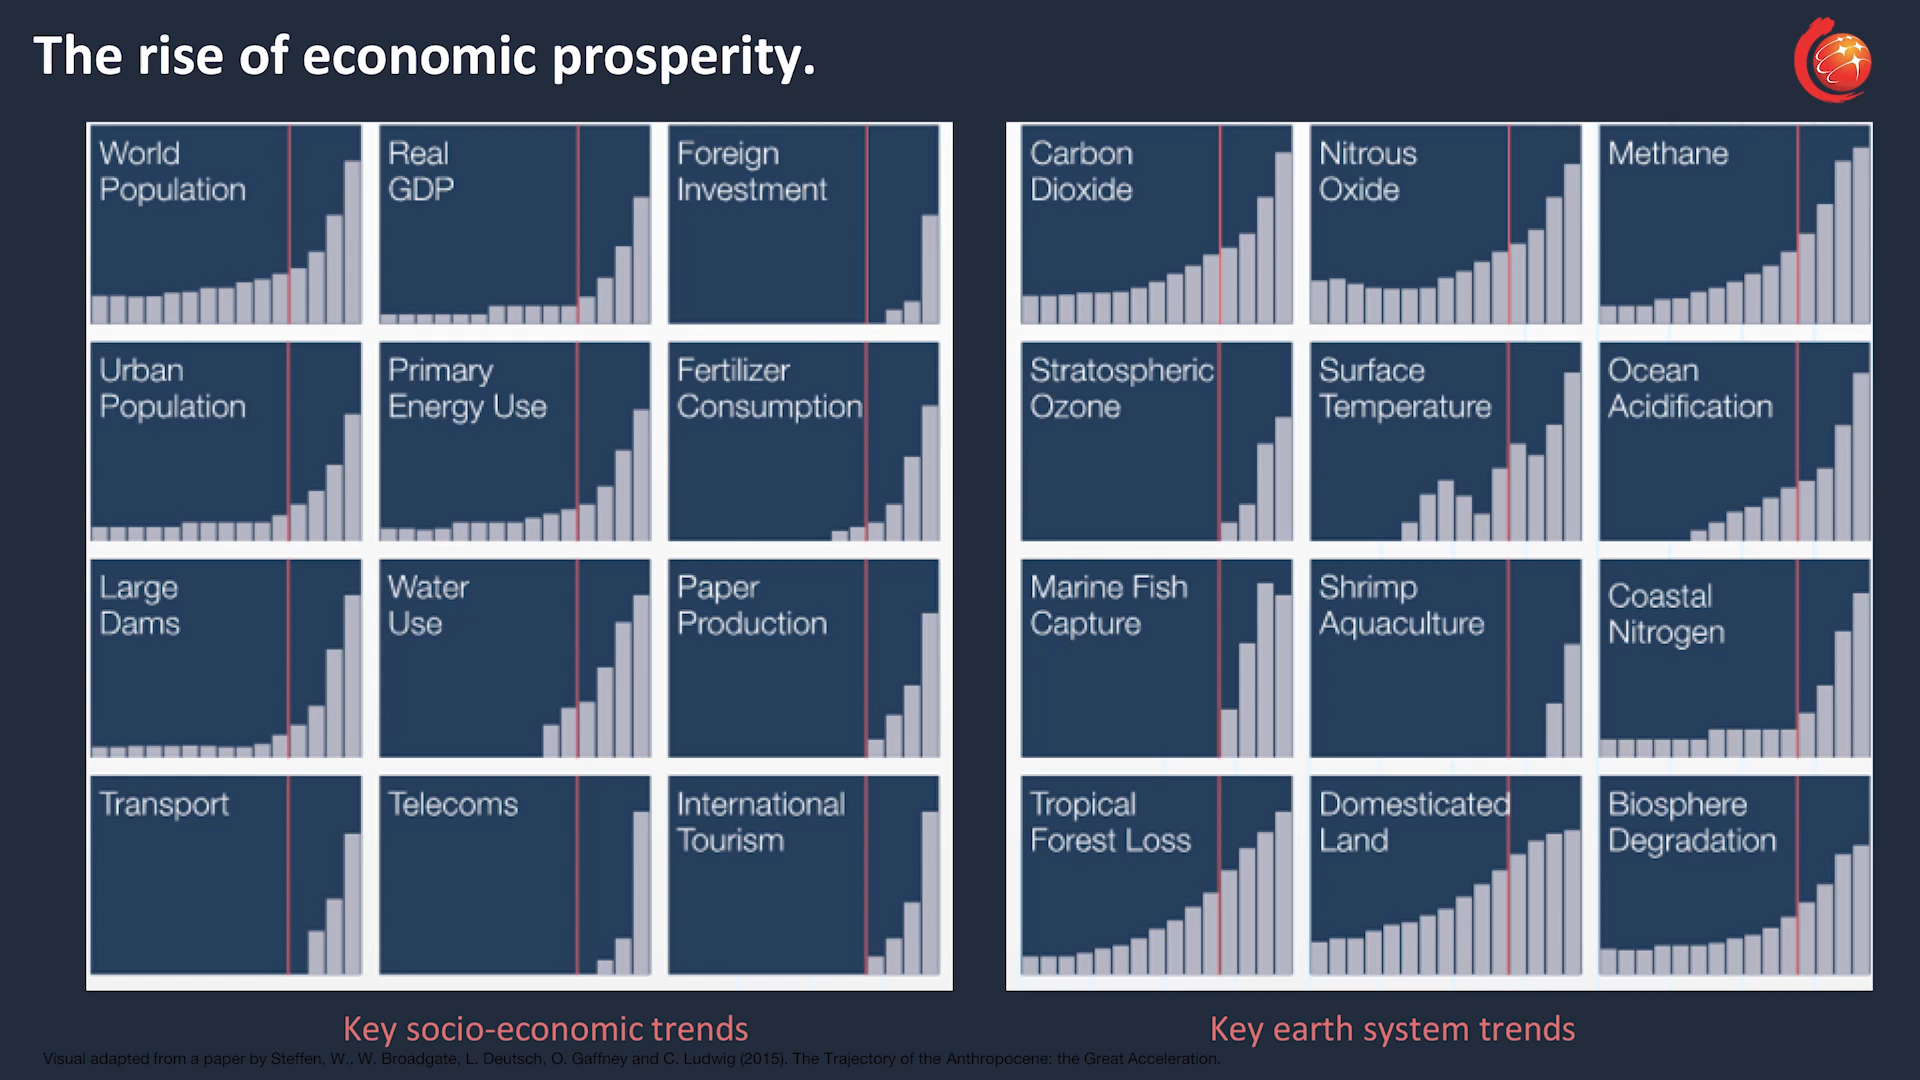 The rise of economic prosperity.
World
Population
Real
GDP
Foreign
Investment
Urban
Population
Primary
Energy Use
Fertilizer
Consumption
Large
Dams
Water
Use
Paper
Production
Transport
Telecoms
International
Tourism
Key socio-economic trends
Carbon
Dioxide
Nitrous
Oxide
Methane
Stratospheric
Ozone
Surface
Temperature
Ocean
Acidification
Marine Fish
Capture
Shrimp
Aquaculture
Coastal
Nitrogen
Tropical
Forest Loss
Domesticated
Land
Biosphere
Degradation
Key earth system trends
Visual adapted from a paper by Steffen, W., W. Broadgate, L. Deutsch, O. Gaffney and C. Ludwig (2015). The Trajectory of the Anthropocene: the Great Acceleration.